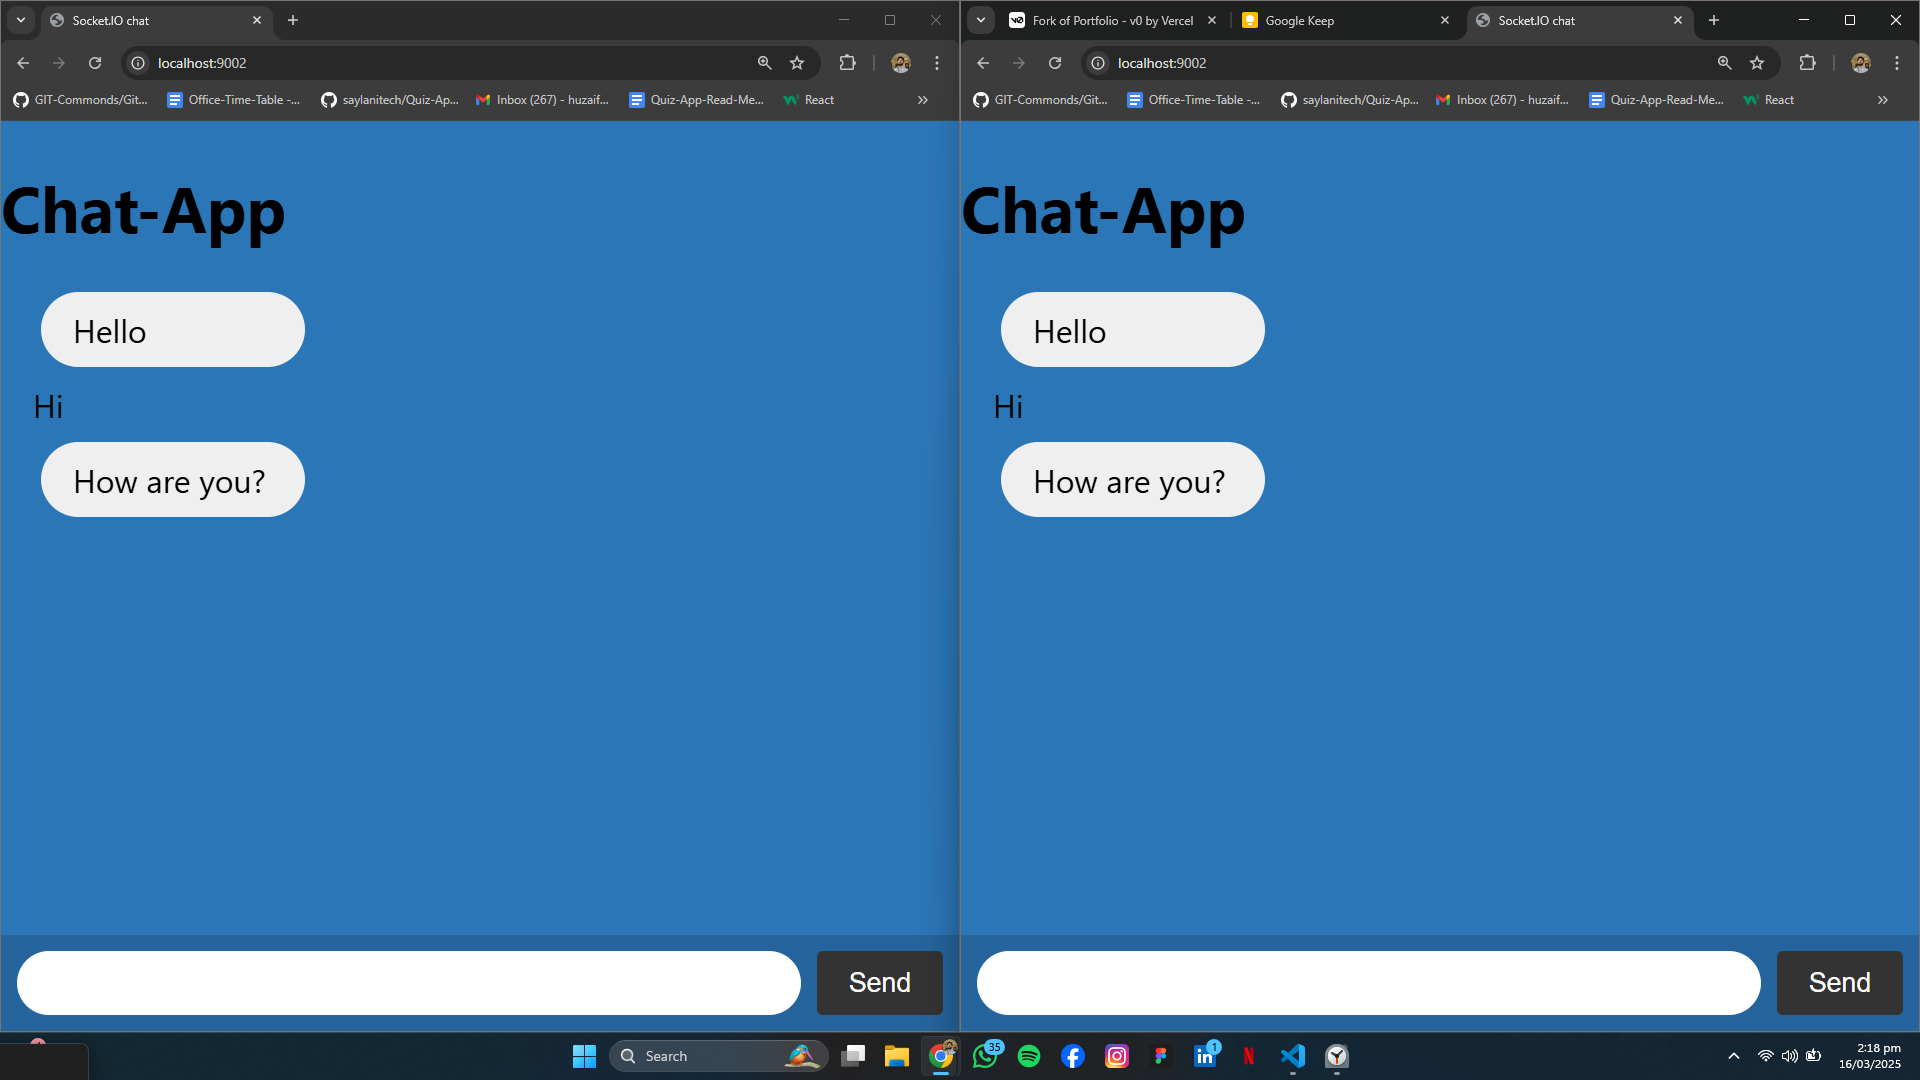 Socket.IO chat
localhost:9002
GIT-Commonds/Git...
Office-Time-Table -...
saylanitech/Quiz-Ap...
Inbox (267) - huzaif...
Quiz-App-Read-Me...
React
Chat-App
Hello
Hi
How are you?
Send
Fork of Portfolio - v0 by Vercel
Google Keep
Socket.IO chat
localhost:9002
GIT-Commonds/Git...
Office-Time-Table -...
saylanitech/Quiz-Ap...
Inbox (267) - huzaif...
Quiz-App-Read-Me...
React
Chat-App
Hello
Hi
How are you?
Send
Search
35
1
2:18 pm
16/03/2025